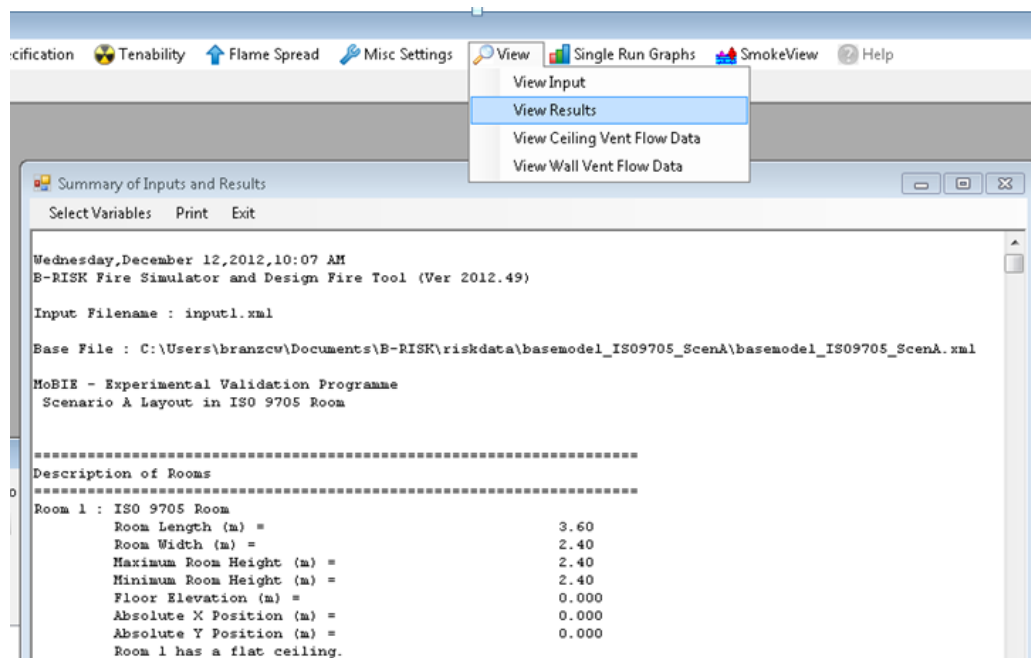 cification Tenability Flame Spread Misc Settings View Single Run Graphs SmokeView Help
View Input
View Results
View Ceiling Vent Flow Data
View Wall Vent Flow Data
Summary of Inputs and Results
Select Variables Print Exit
Wednesday,December 12,2012,10:07 AM
B-RISK Fire Simulator and Design Fire Tool (Ver 2012.49)
Input Filename : input1.xml
Base File : C:\Users\branzcw\Documents\B-RISK\riskdata\basemodel_ISO9705_ScenA\basemodel_ISO9705_ScenA.xml
MoBIE - Experimental Validation Programme
Scenario A Layout in ISO 9705 Room
====================================================================
Description of Rooms
====================================================================
Room 1 : ISO 9705 Room
Room Length (m) = 3.60
Room Width (m) = 2.40
Maximum Room Height (m) = 2.40
Minimum Room Height (m) = 2.40
Floor Elevation (m) = 0.000
Absolute X Position (m) = 0.000
Absolute Y Position (m) = 0.000
Room 1 has a flat ceiling.